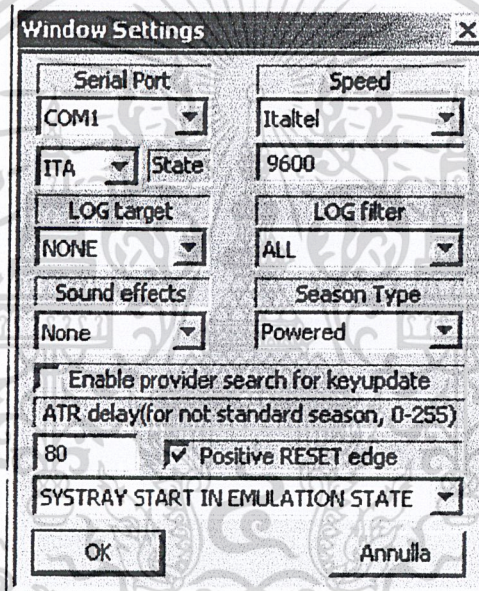 Window Settings
Serial Port Speed
COM1 Italtel
ITA State 9600
LOG target LOG filter
NONE ALL
Sound effects Season Type
None Powered
Enable provider search for keyupdate
ATR delay(for not standard season, 0-255)
80 Positive RESET edge
SYSTRAY START IN EMULATION STATE
OK Annulla